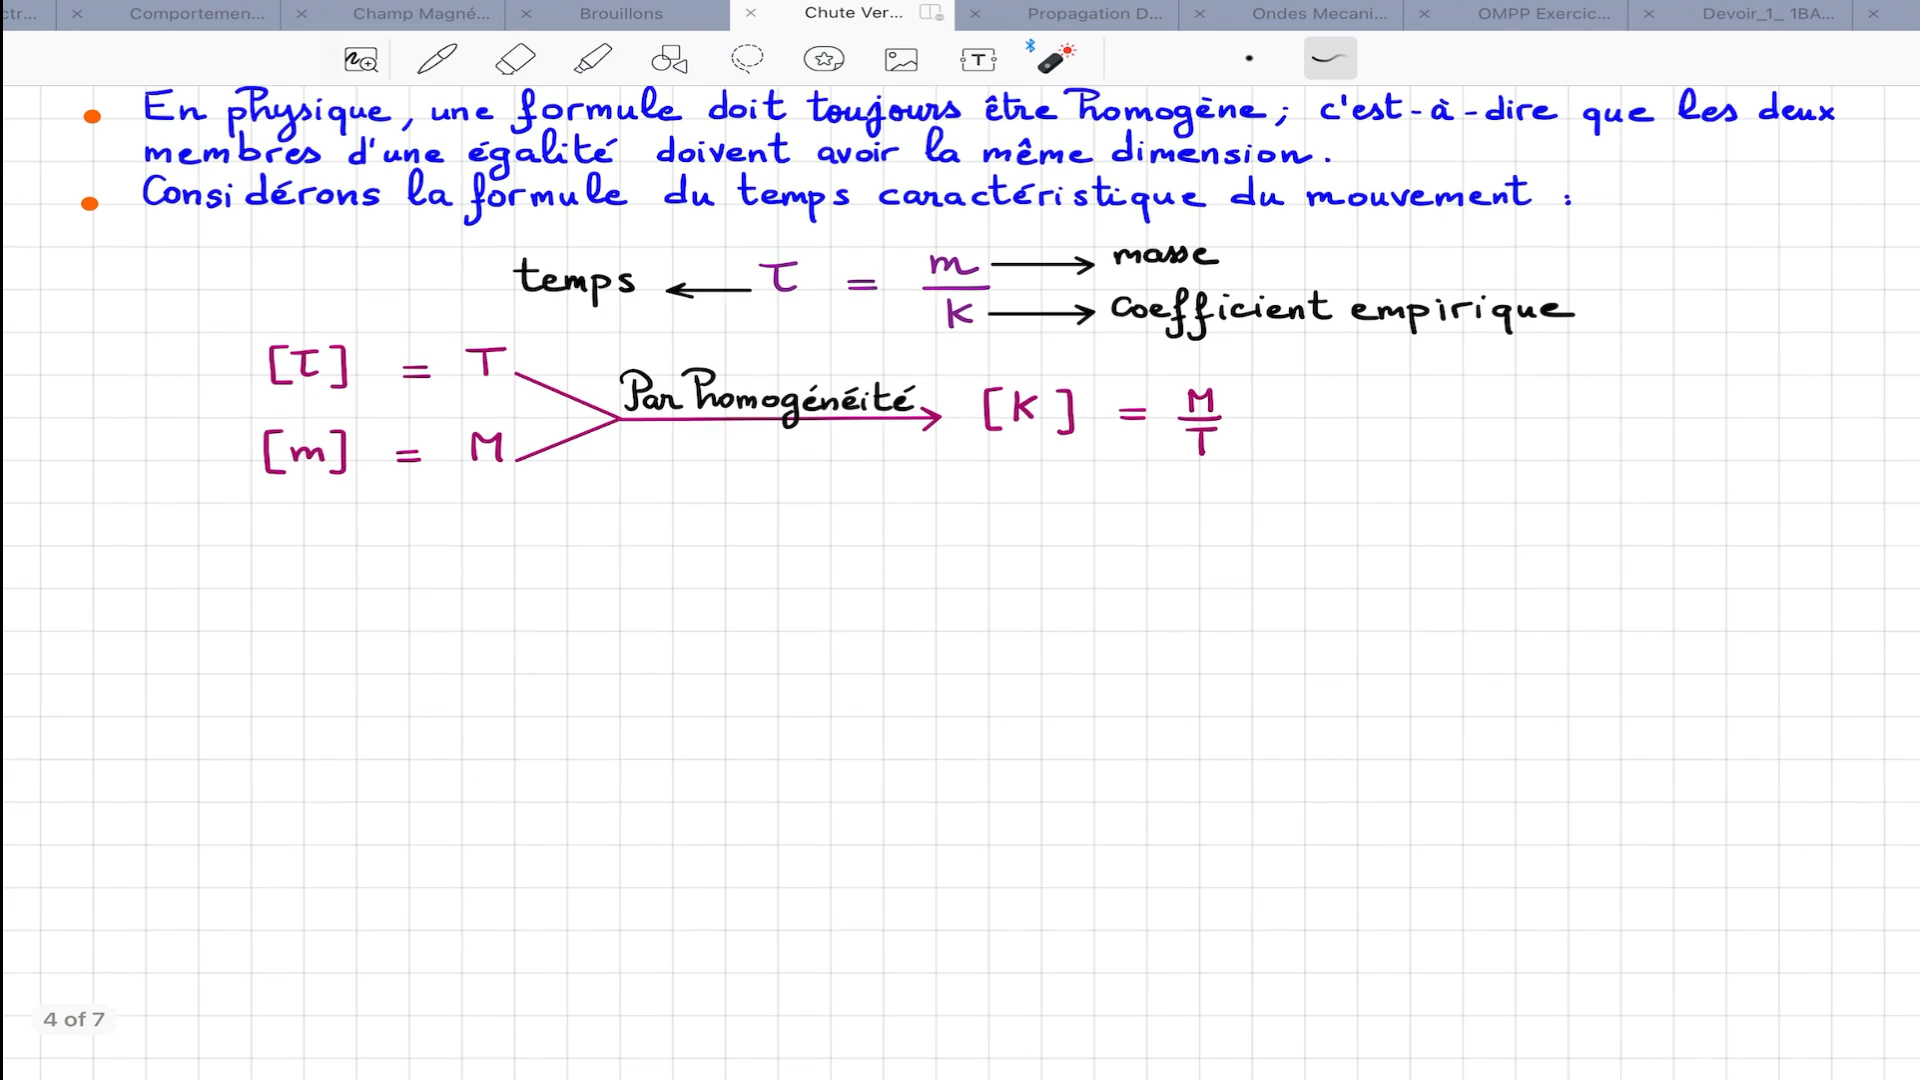 ctr... × Comportemen... × Champ Magné... × Brouillons × Chute Ver... × Propagation D... × Ondes Mecani... × OMPP Exercic... × Devoir_1_ 1BA... ×
T
En physique, une formule doit toujours être homogène ; c'est-à-dire que les deux
membres d'une égalité doivent avoir la même dimension.
Considérons la formule du temps caractéristique du mouvement :
temps ← τ = m/k → masse
→ Coefficient empirique
[τ] = T
Par homogénéité → [K] = M/T
[m] = M
4 of 7